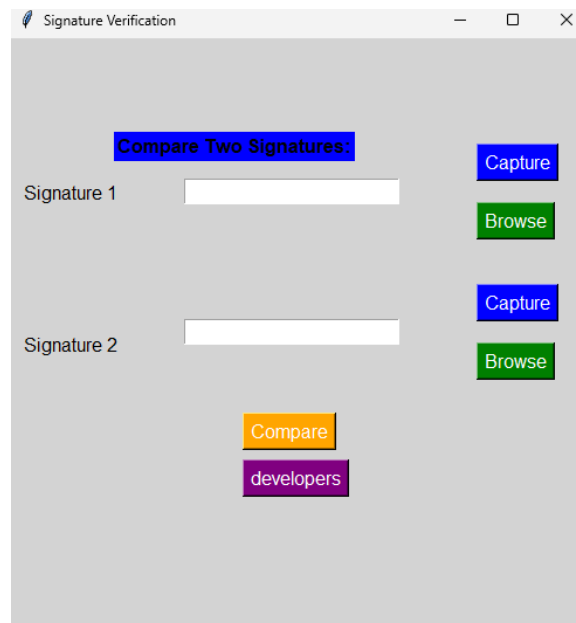 Signature Verification
Compare Two Signatures:
Capture
Signature 1
Browse
Capture
Signature 2
Browse
Compare
developers